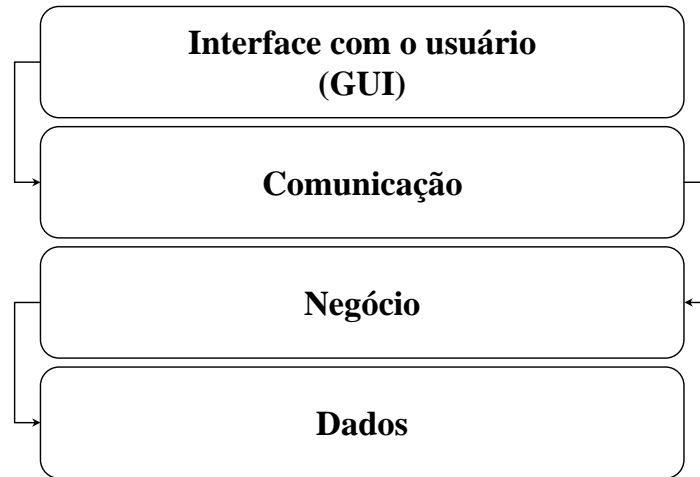 Interface com o usuário
(GUI)
Comunicação
Negócio
Dados